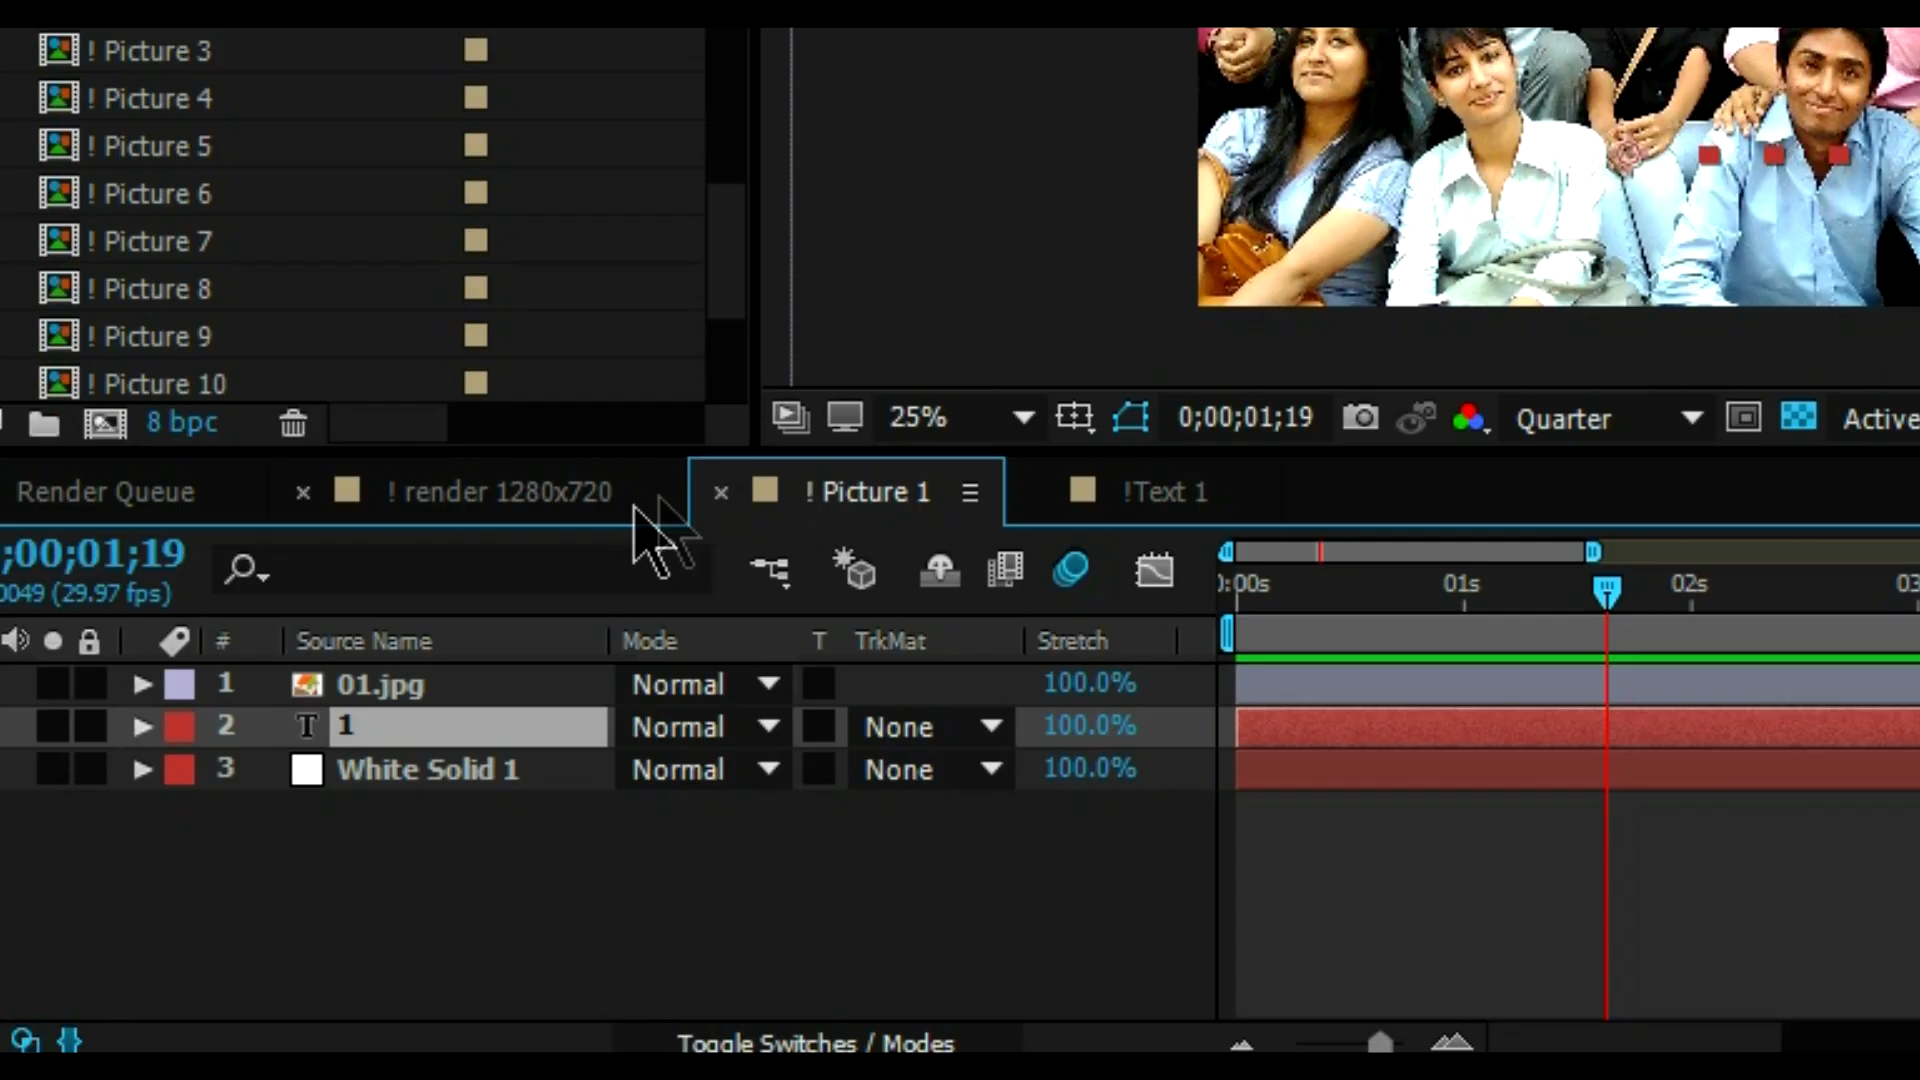 ! Picture 3
! Picture 4
! Picture 5
! Picture 6
! Picture 7
! Picture 8
! Picture 9
! Picture 10
8 bpc
25%
0;00;01;19
Quarter
Active
Render Queue
! render 1280x720
! Picture 1
!Text 1
;00;01;19
0049 (29.97 fps)
:00s
01s
02s
03
#
Source Name
Mode
T
TrkMat
Stretch
1
01.jpg
Normal
100.0%
2
T
1
Normal
None
100.0%
3
White Solid 1
Normal
None
100.0%
Toggle Switches / Modes